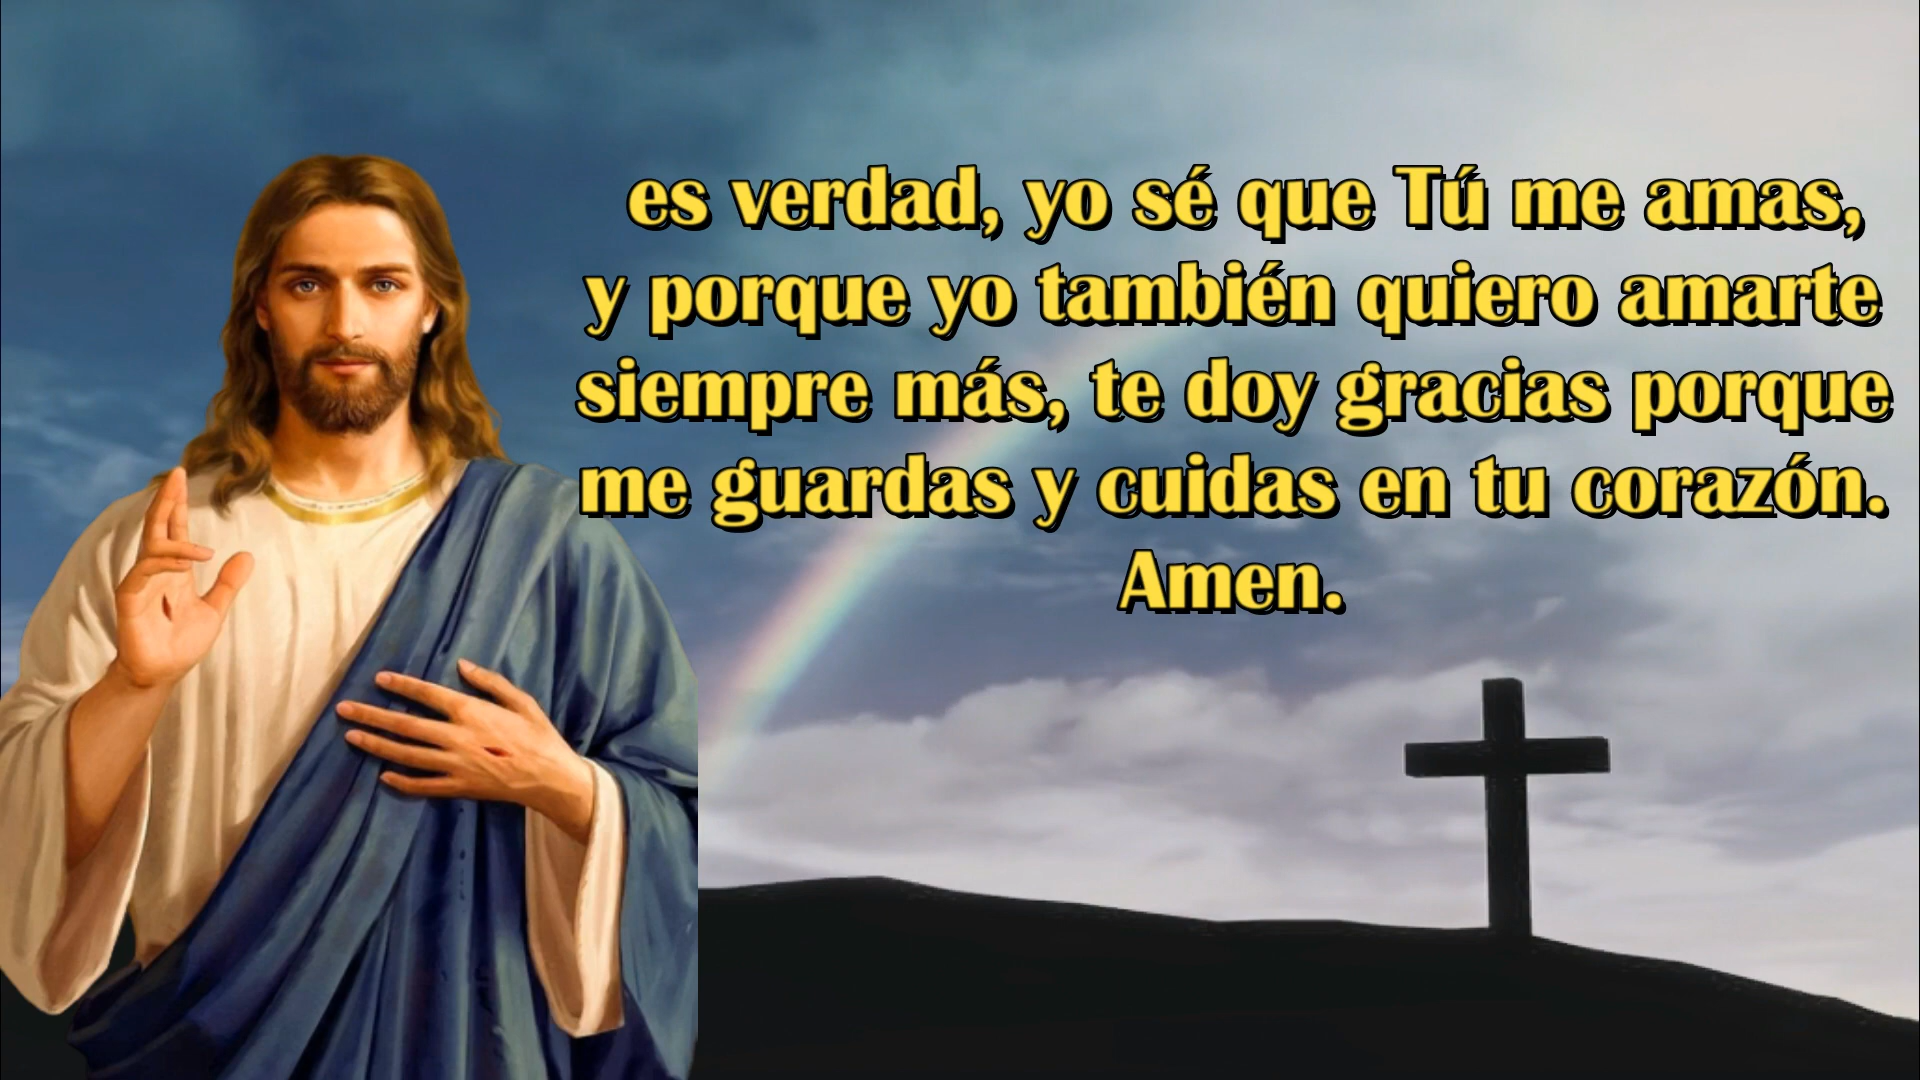 es verdad, yo sé que Tú me amas,
y porque yo también quiero amarte
siempre más, te doy gracias porque
me guardas y cuidas en tu corazón.
Amen.